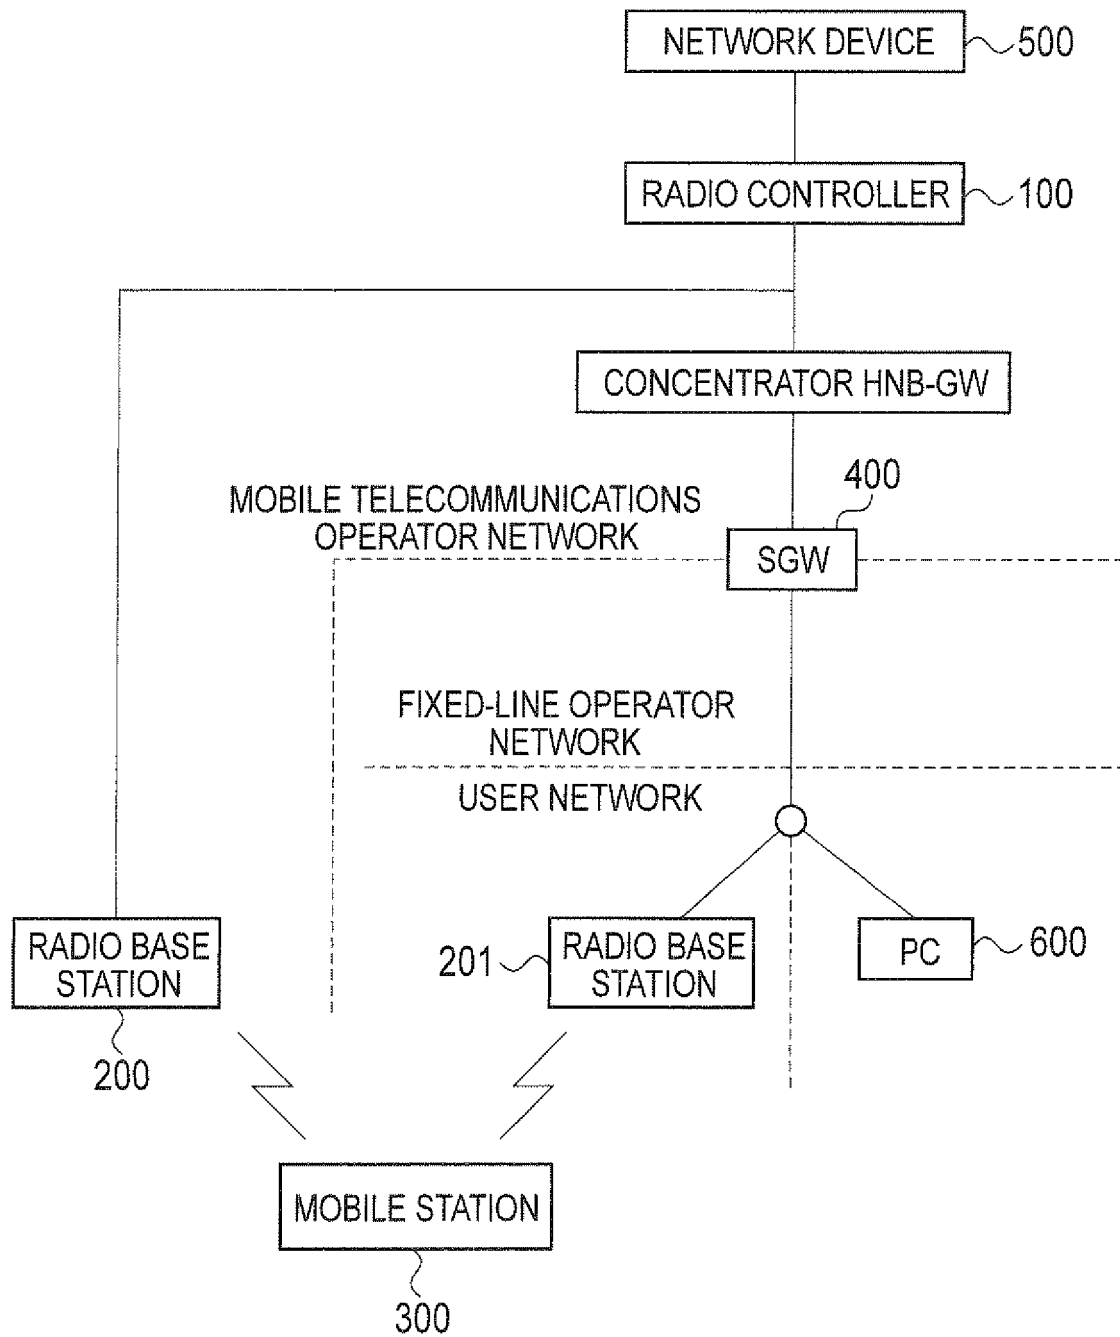 NETWORK DEVICE
500
RADIO CONTROLLER
100
CONCENTRATOR HNB-GW
400
MOBILE TELECOMMUNICATIONS
OPERATOR NETWORK
SGW
FIXED-LINE OPERATOR
NETWORK
USER NETWORK
RADIO BASE
STATION
200
201
RADIO BASE
STATION
PC
600
MOBILE STATION
300